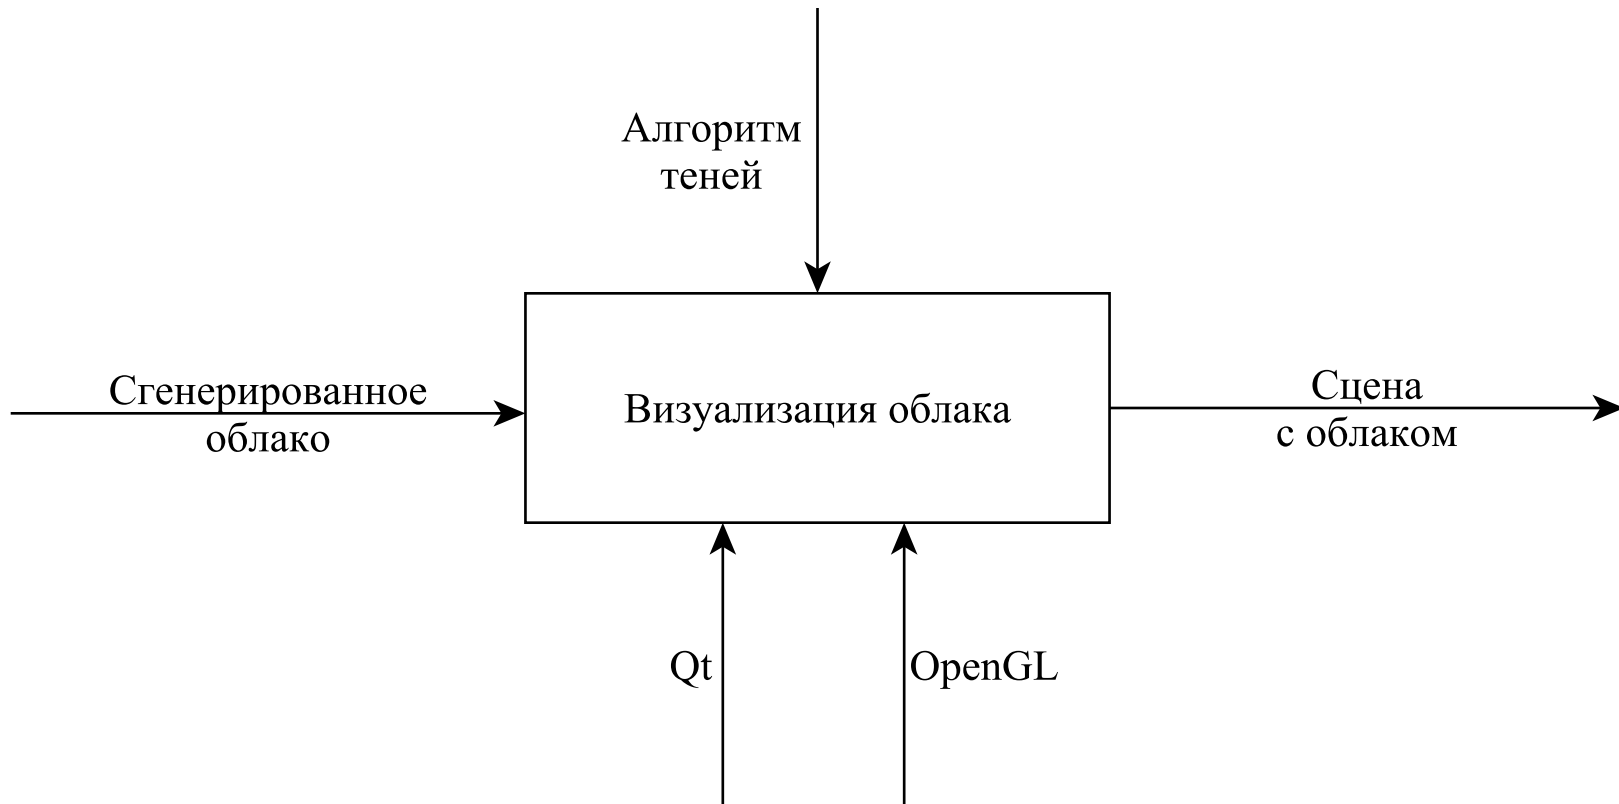 Алгоритм
теней
Сгенерированное
облако
Визуализация облака
Сцена
с облаком
Qt
OpenGL